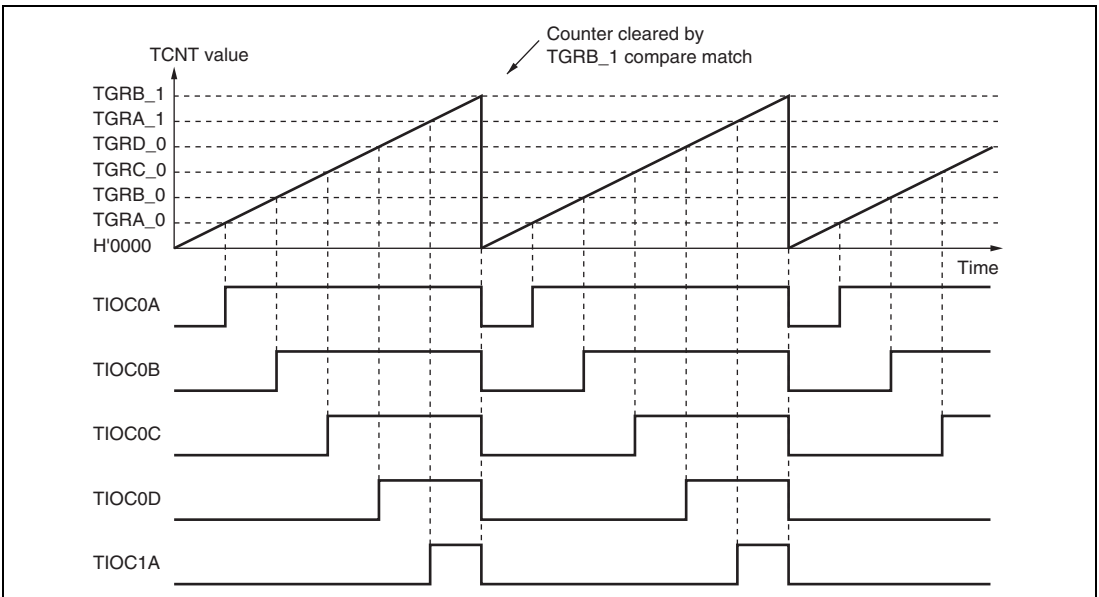 Counter cleared by
TGRB_1 compare match
TCNT value
TGRB_1
TGRA_1
TGRD_0
TGRC_0
TGRB_0
TGRA_0
H'0000
Time
TIOC0A
TIOC0B
TIOC0C
TIOC0D
TIOC1A